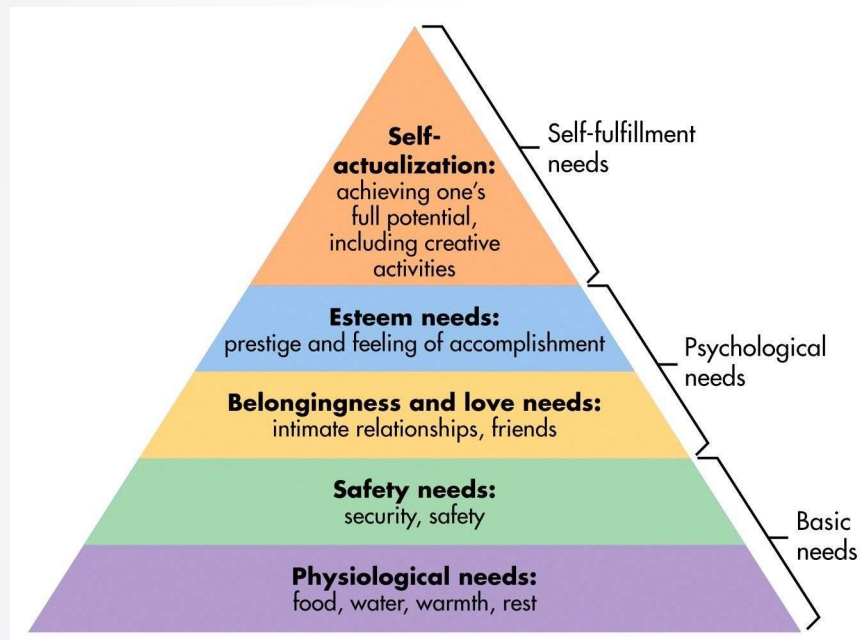 Self-
actualization:
achieving one's
full potential,
including creative
activities
Self-fulfillment
needs
Esteem needs:
prestige and feeling of accomplishment
Psychological
needs
Belongingness and love needs:
intimate relationships, friends
Safety needs:
security, safety
Basic
needs
Physiological needs:
food, water, warmth, rest